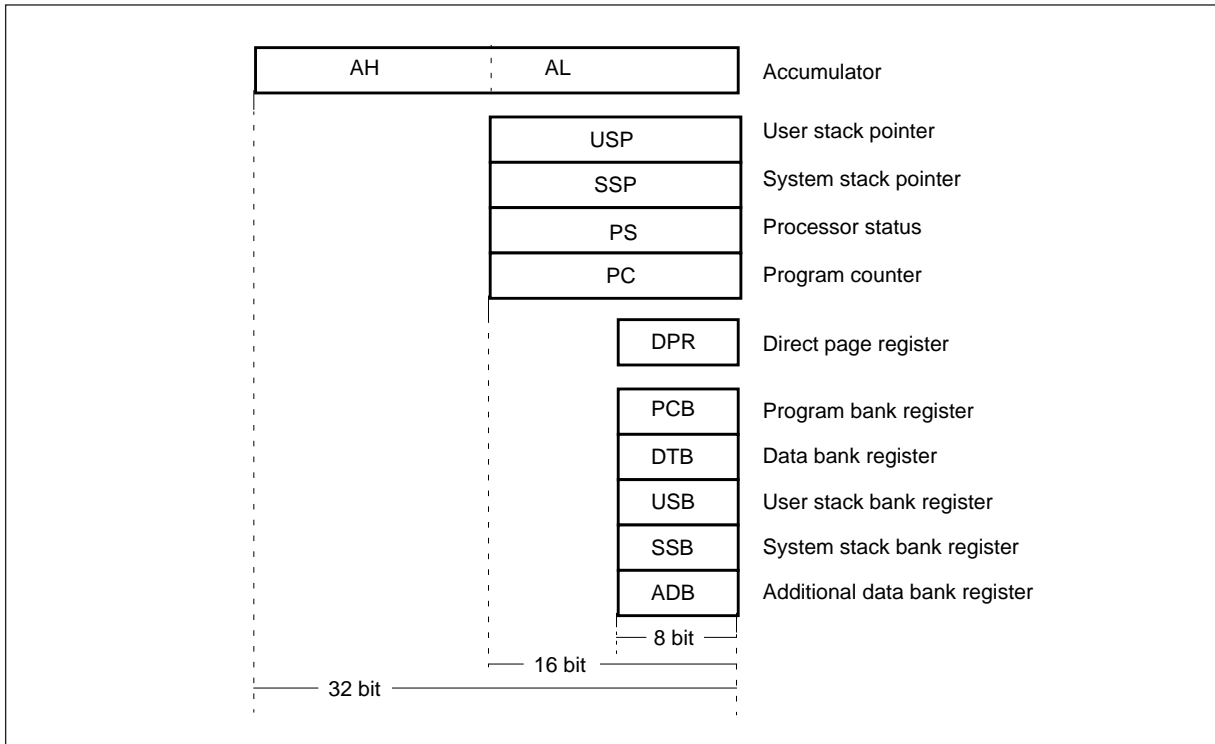 AH AL Accumulator
USP User stack pointer
SSP System stack pointer
PS Processor status
PC Program counter
DPR Direct page register
PCB Program bank register
DTB Data bank register
USB User stack bank register
SSB System stack bank register
ADB Additional data bank register
8 bit
16 bit
32 bit